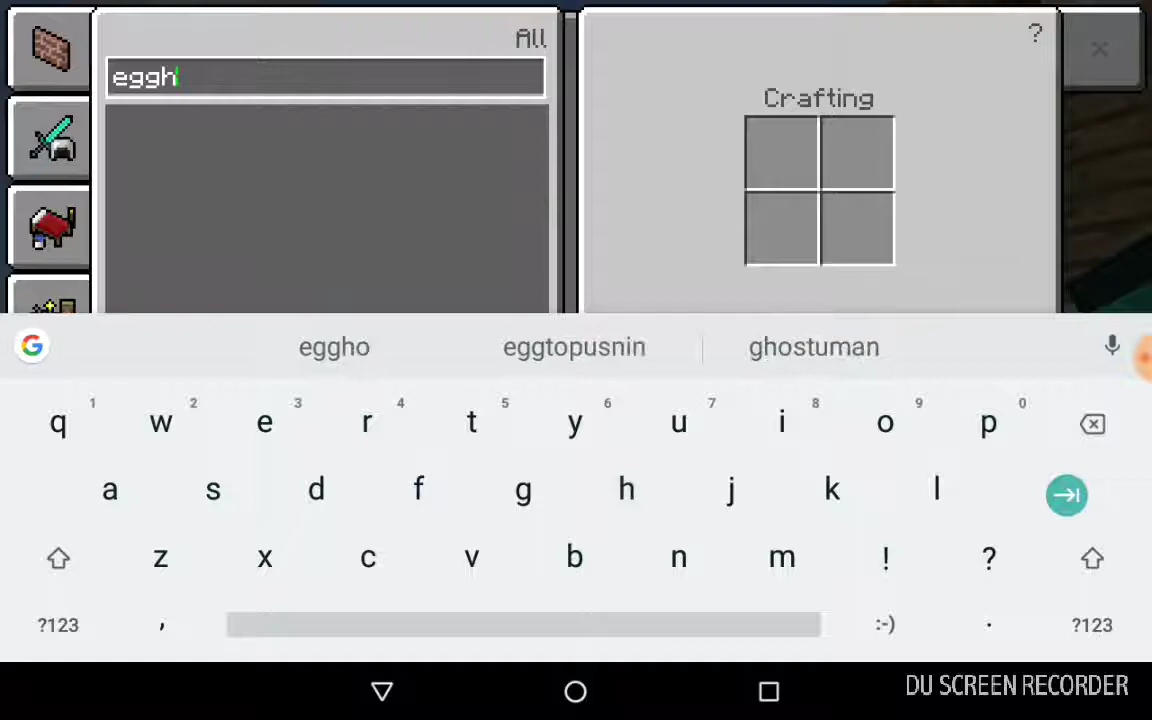 All
?
eggh
Crafting
eggho eggtopusnin ghostuman
1 2 3 4 5 6 7 8 9 0
q w e r t y u i o p
a s d f g h j k l
z x c v b n m ! ?
?123 , :-) . ?123
DU SCREEN RECORDER